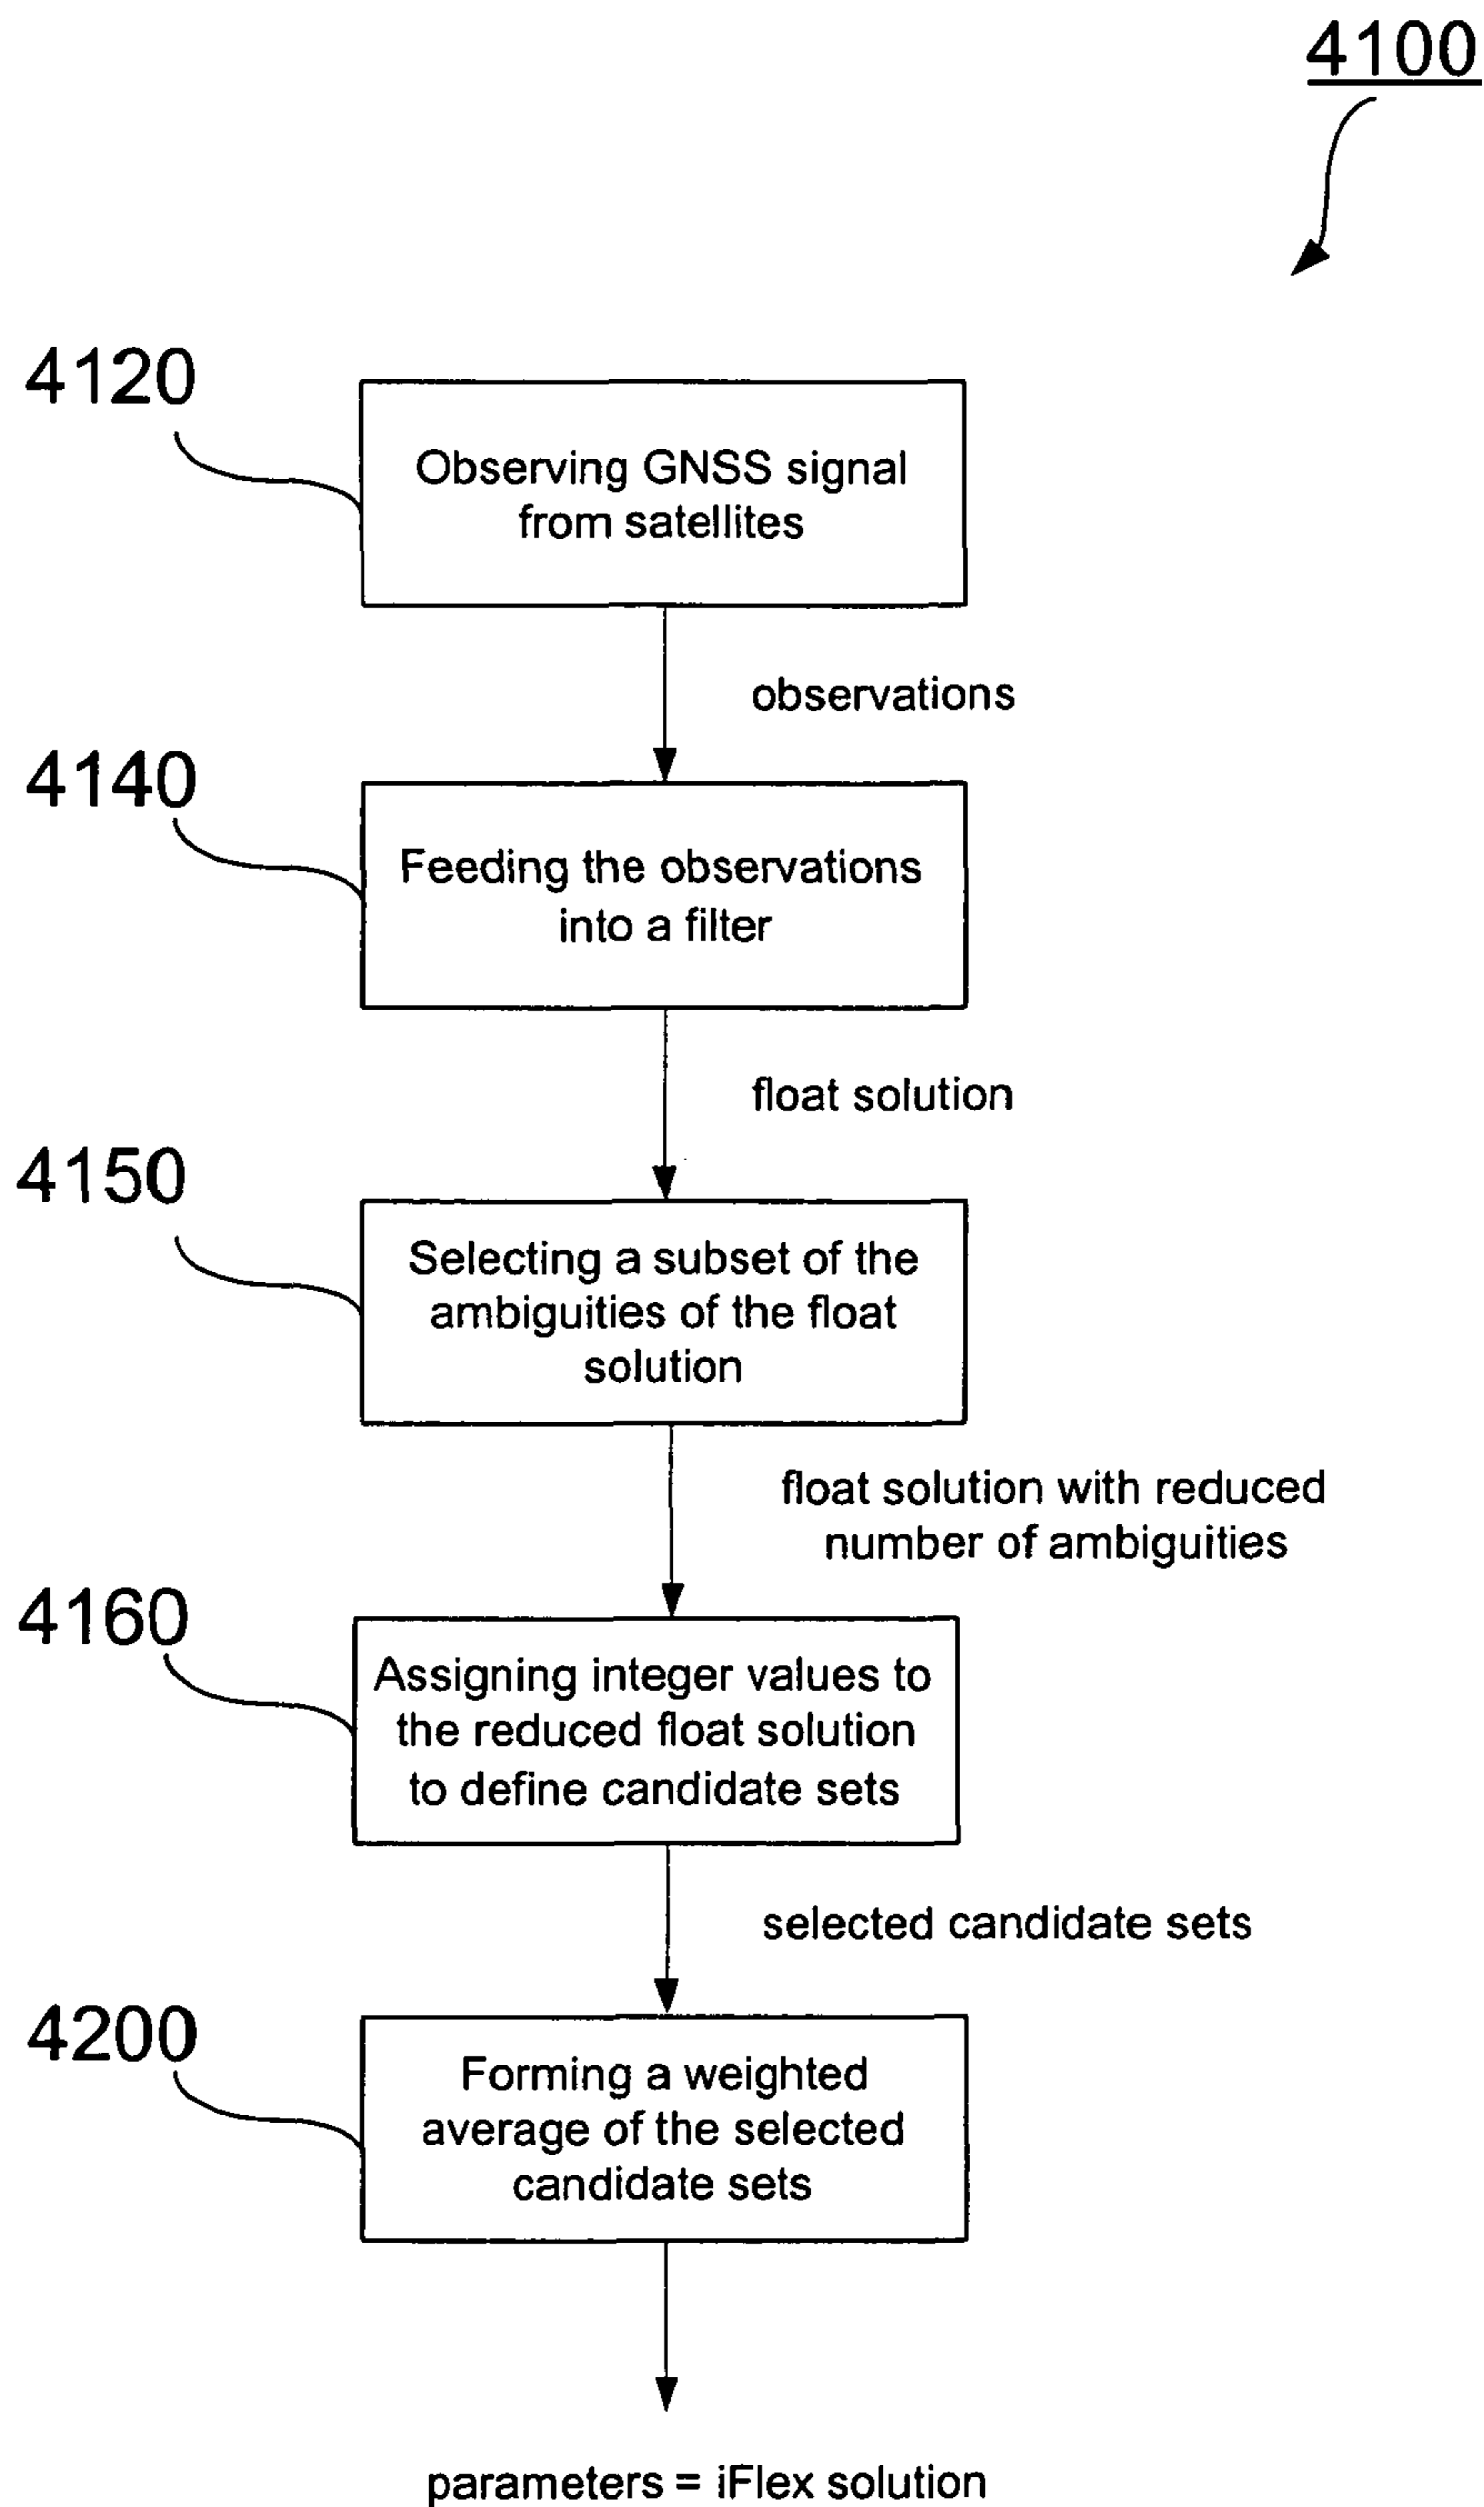 4100
4120
Observing GNSS signal
from satellites
observations
4140
Feeding the observations
into a filter
float solution
4150
Selecting a subset of the
ambiguities of the float
solution
float solution with reduced
number of ambiguities
4160
Assigning integer values to
the reduced float solution
to define candidate sets
selected candidate sets
4200
Forming a weighted
average of the selected
candidate sets
parameters = iFlex solution